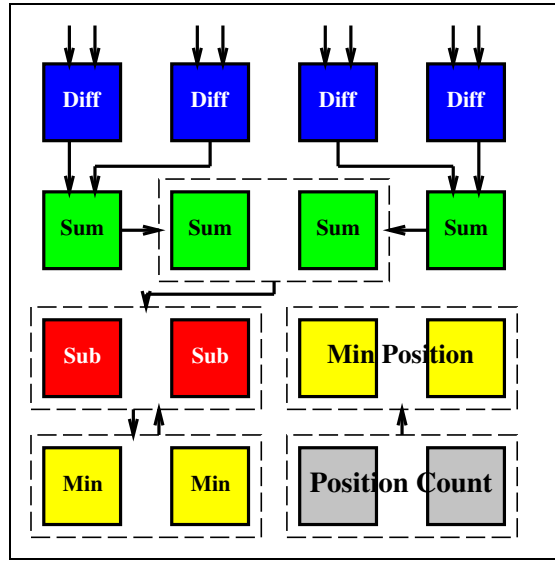 Diff Diff Diff Diff
Sum Sum Sum Sum
Sub Sub Min Position
Min Min Position Count